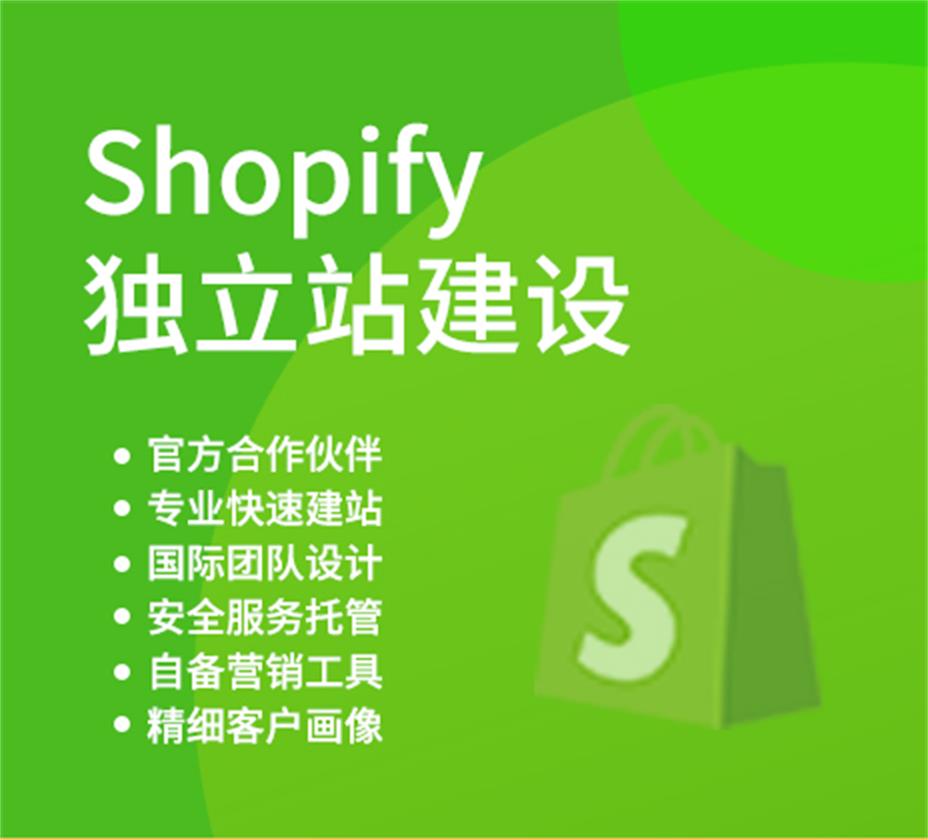 Shopify
独立站建设
官方合作伙伴
专业快速建站
国际团队设计
安全服务托管
自备营销工具
精细客户画像
S